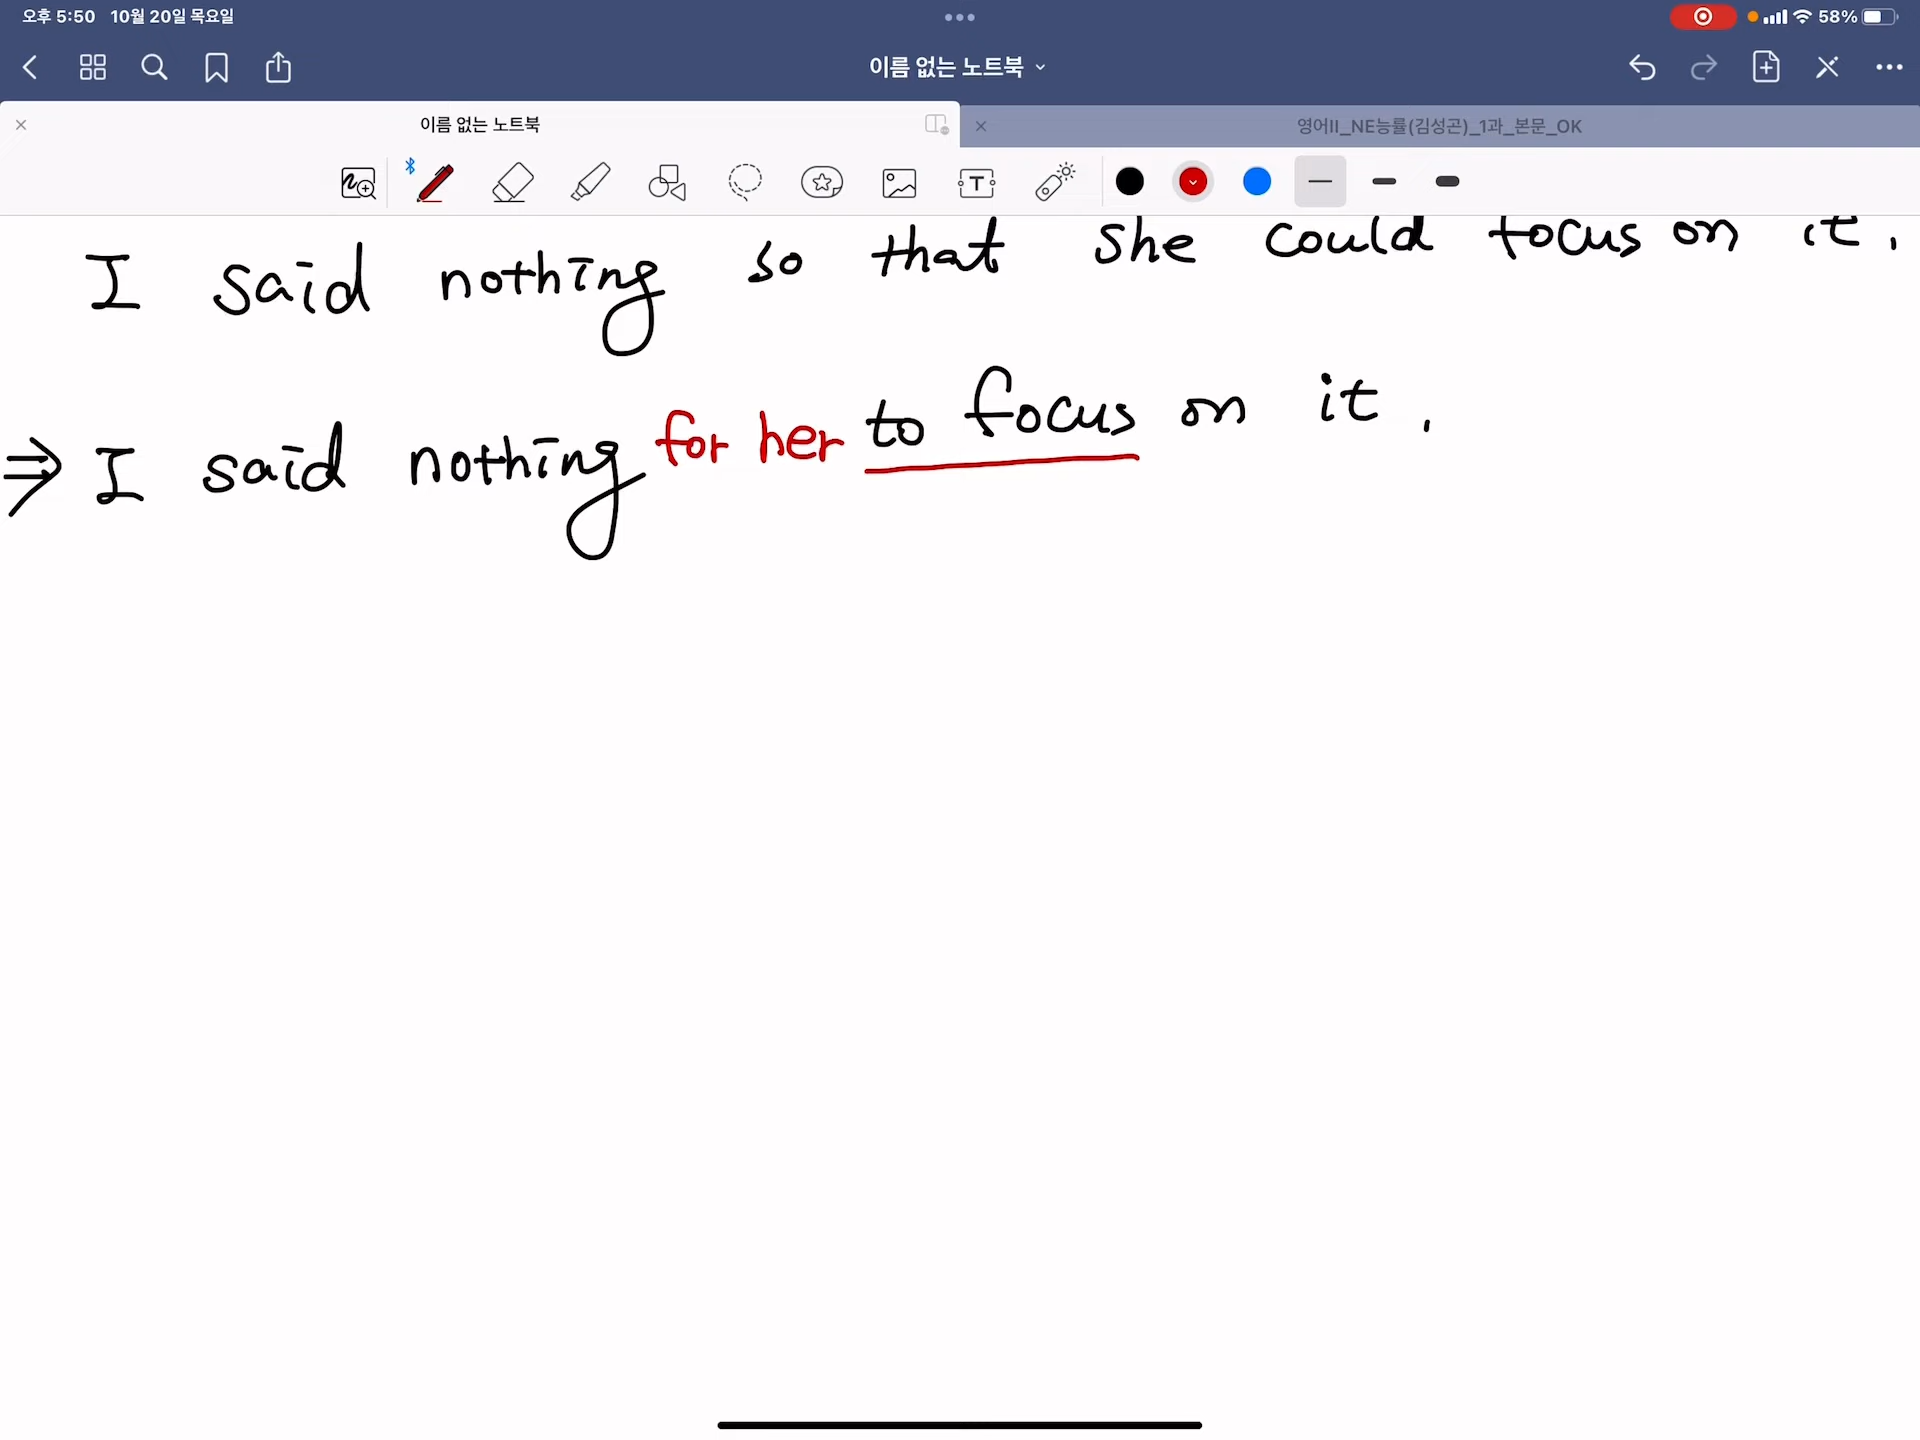 오후 5:50 10월 20일 목요일 58%
이름 없는 노트북
이름 없는 노트북 영어II_NE능률(김성곤)_1과_본문_OK
T
I said nothing so that she could focus on it.
⇒ I said nothing for her to focus on it.